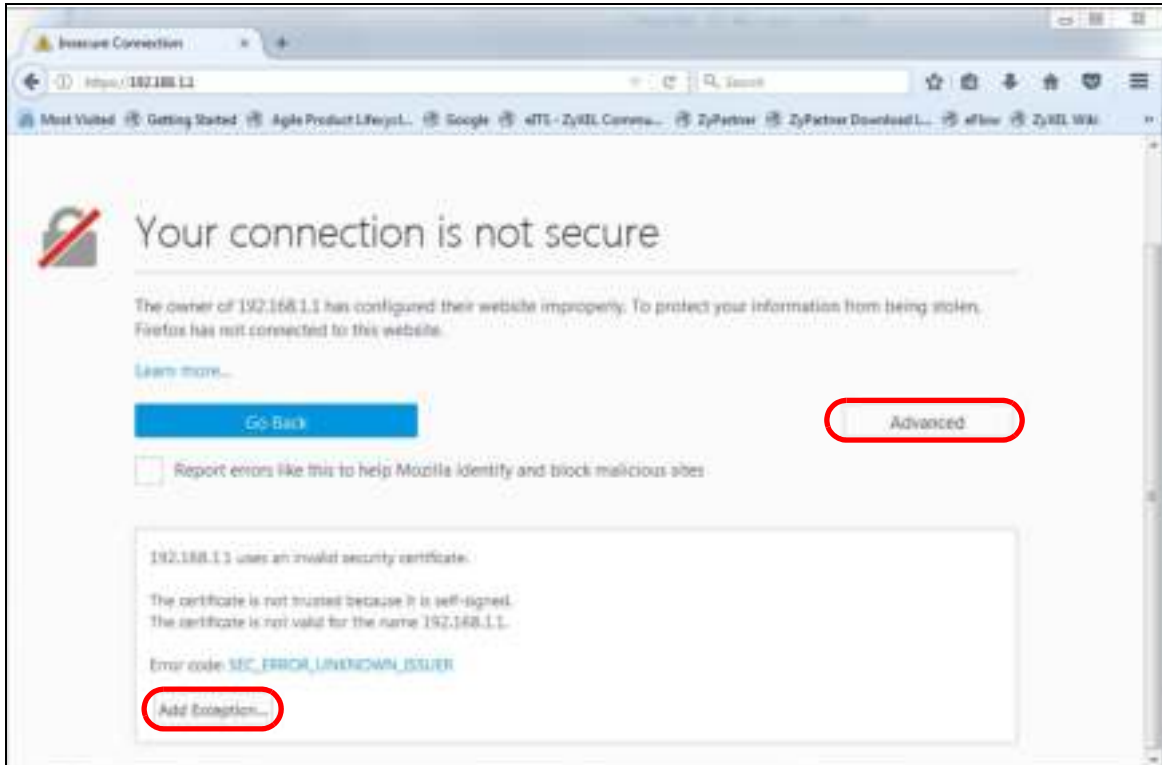 Insecure Connection
https://192.168.1.1
Search
Most Visited Getting Started Agile Product Lifecycl... Google eITS - ZyXEL Commu... ZyPartner ZyPartner Download L... eFlow ZyXEL Wiki
Your connection is not secure
The owner of 192.168.1.1 has configured their website improperly. To protect your information from being stolen,
Firefox has not connected to this website.
Learn more...
Go Back
Advanced
Report errors like this to help Mozilla identify and block malicious sites
192.168.1.1 uses an invalid security certificate.
The certificate is not trusted because it is self-signed.
The certificate is not valid for the name 192.168.1.1.
Error code: SEC_ERROR_UNKNOWN_ISSUER
Add Exception...